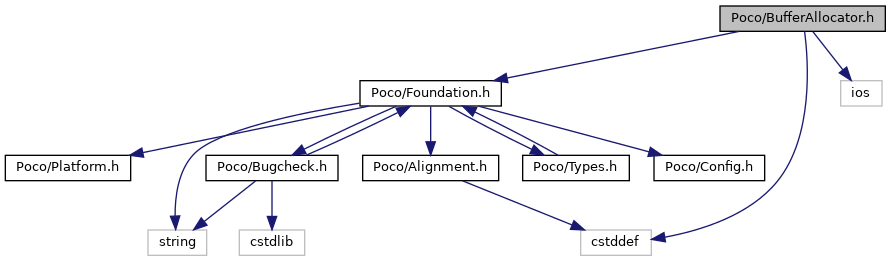 Poco/BufferAllocator.h
Poco/Foundation.h
ios
Poco/Platform.h
Poco/Bugcheck.h
Poco/Alignment.h
Poco/Types.h
Poco/Config.h
string
cstdlib
cstddef